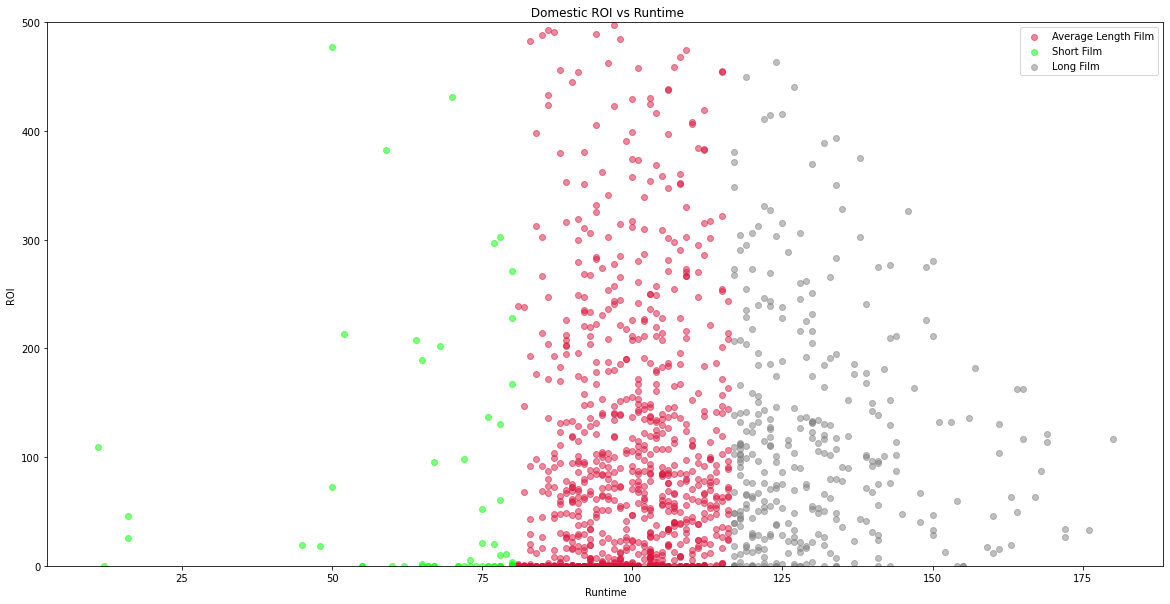 Domestic ROI vs Runtime
500
400
300
200
100
0
ROI
25
50
75
100
125
150
175
Runtime
Average Length Film
Short Film
Long Film